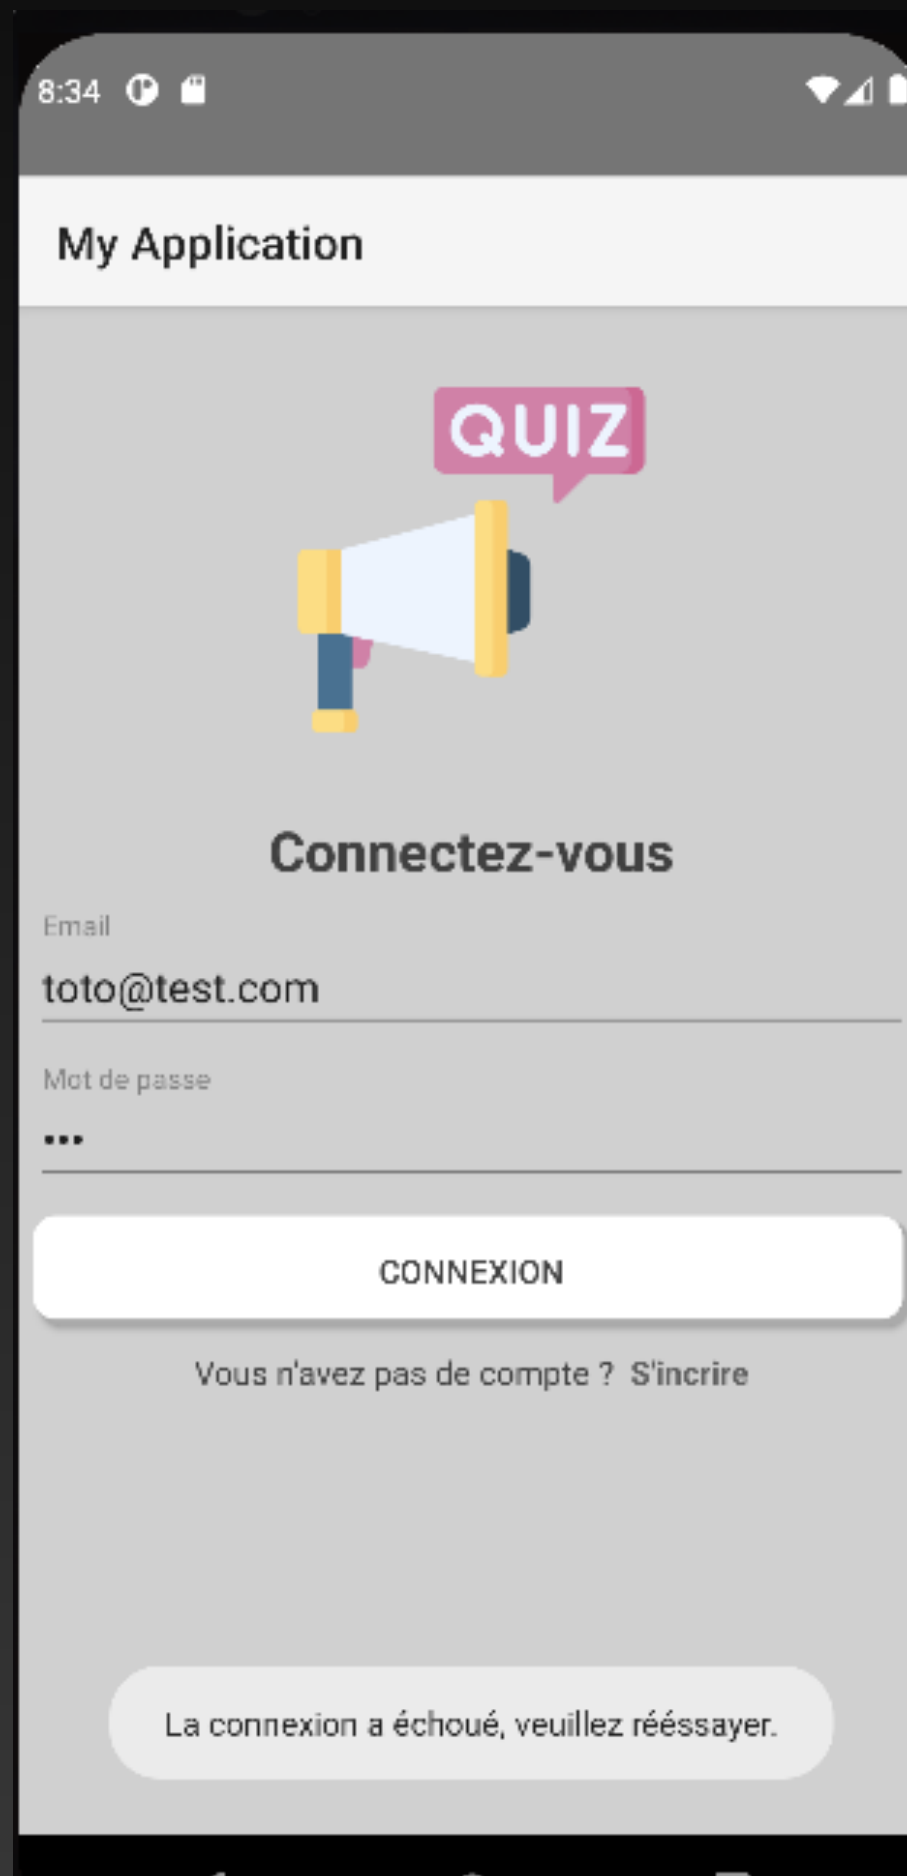 8:34
My Application
QUIZ
Connectez-vous
Email
toto@test.com
Mot de passe
•••
CONNEXION
Vous n'avez pas de compte ? S'incrire
La connexion a échoué, veuillez rééssayer.